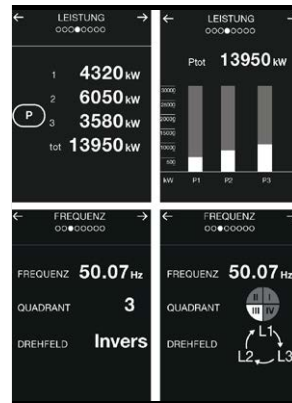 ← LEISTUNG →
1 4320 kW
2 6050 kW
P
3 3580 kW
tot 13950 kW
← LEISTUNG →
Ptot 13950 kW
500
kW P1 P2 P3
← FREQUENZ →
FREQUENZ 50.07 Hz
QUADRANT 3
DREHFELD Invers
← FREQUENZ →
FREQUENZ 50.07 Hz
QUADRANT II I
III IV
DREHFELD L1
L2 L3